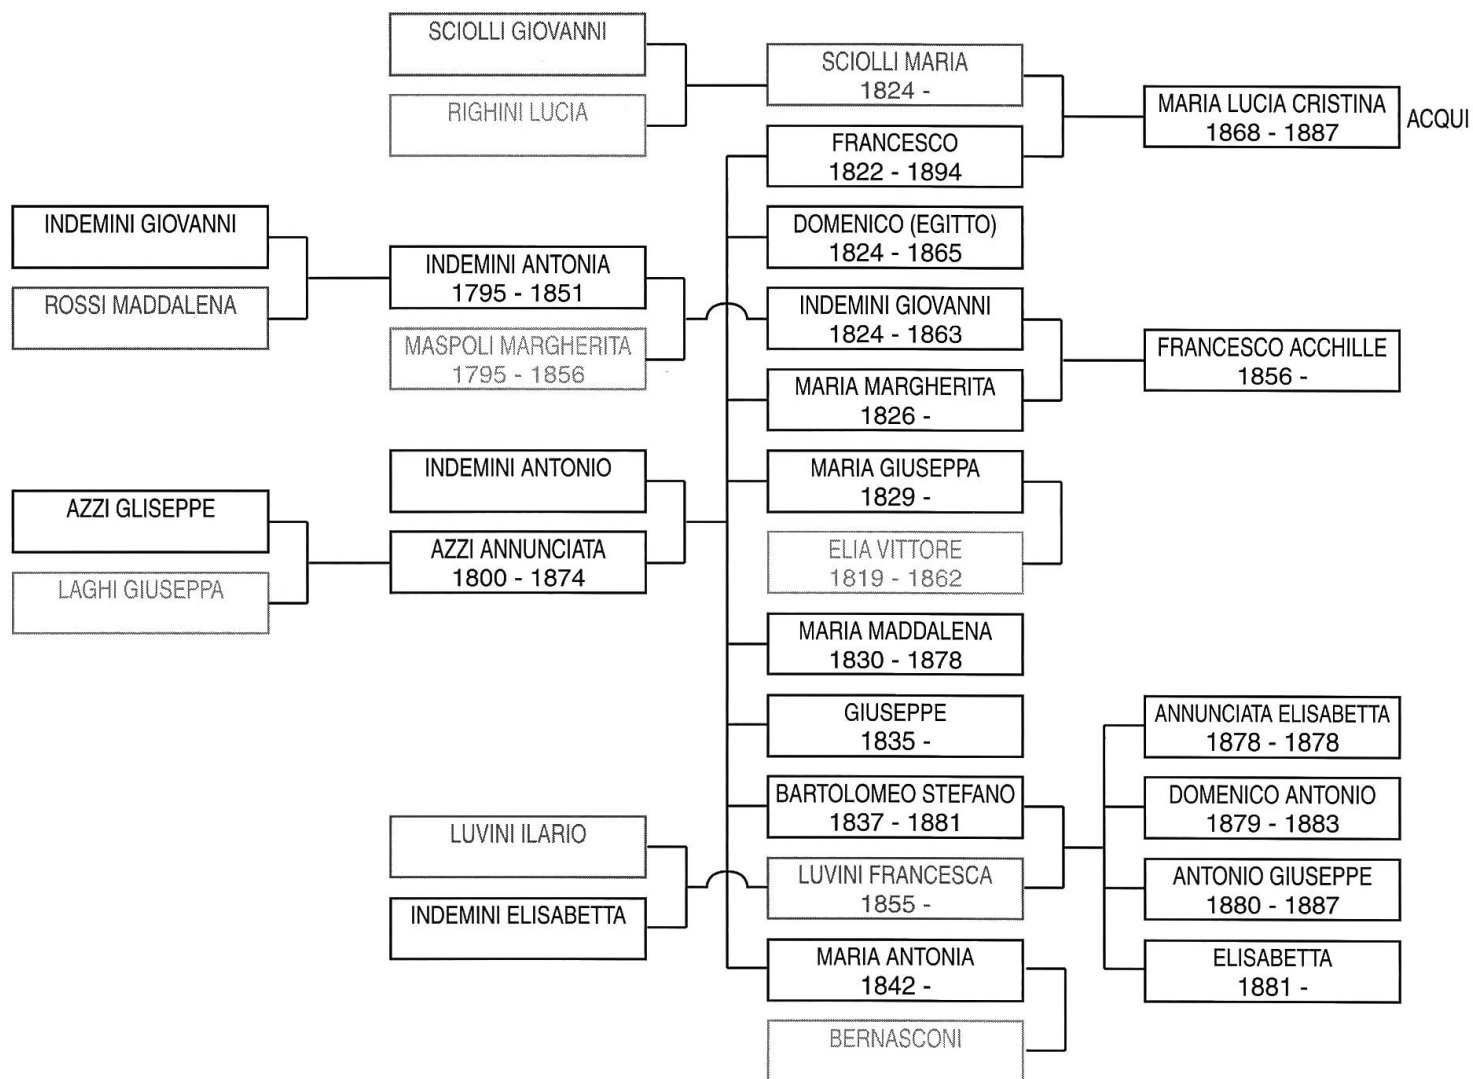 SCIOLLI GIOVANNI
RIGHINI LUCIA
SCIOLLI MARIA
1824 -
FRANCESCO
1822 - 1894
MARIA LUCIA CRISTINA
1868 - 1887
ACQUI
INDEMINI GIOVANNI
ROSSI MADDALENA
INDEMINI ANTONIA
1795 - 1851
MASPOLI MARGHERITA
1795 - 1856
DOMENICO (EGITTO)
1824 - 1865
INDEMINI GIOVANNI
1824 - 1863
MARIA MARGHERITA
1826 -
FRANCESCO ACCHILLE
1856 -
AZZI GLISEPPE
LAGHI GIUSEPPA
INDEMINI ANTONIO
AZZI ANNUNCIATA
1800 - 1874
MARIA GIUSEPPA
1829 -
ELIA VITTORE
1819 - 1862
MARIA MADDALENA
1830 - 1878
GIUSEPPE
1835 -
LUVINI ILARIO
INDEMINI ELISABETTA
BARTOLOMEO STEFANO
1837 - 1881
LUVINI FRANCESCA
1855 -
MARIA ANTONIA
1842 -
BERNASCONI
ANNUNCIATA ELISABETTA
1878 - 1878
DOMENICO ANTONIO
1879 - 1883
ANTONIO GIUSEPPE
1880 - 1887
ELISABETTA
1881 -